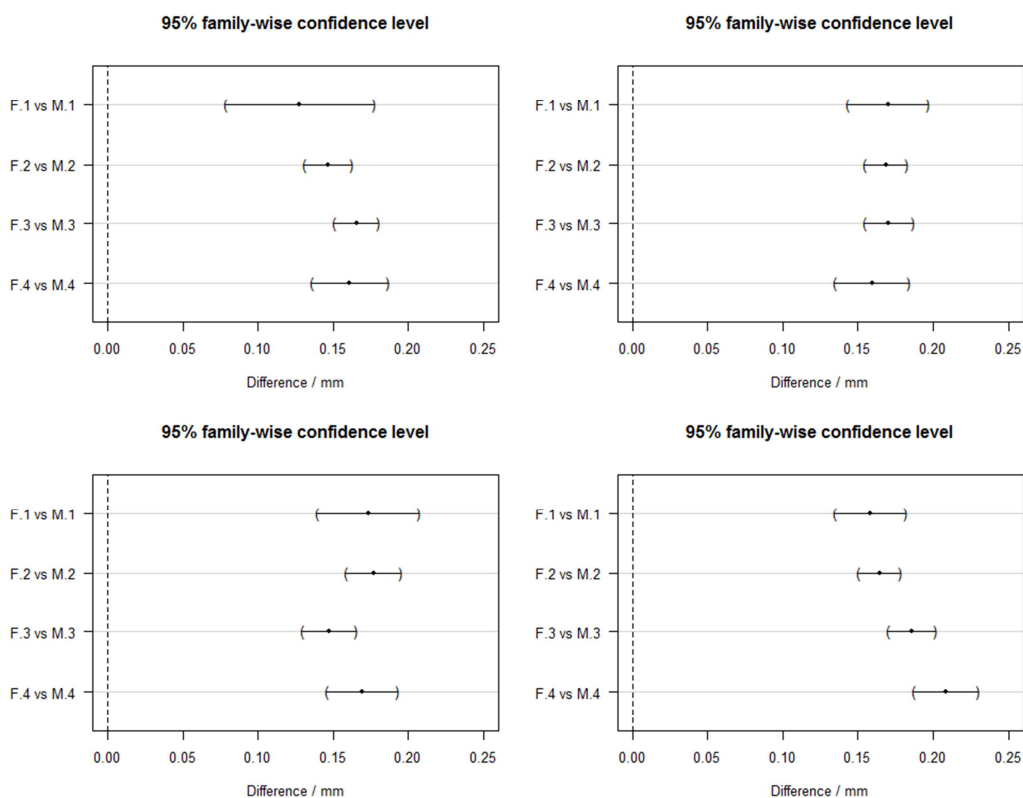 95% family-wise confidence level
F.1 vs M.1
F.2 vs M.2
F.3 vs M.3
F.4 vs M.4
0.00 0.05 0.10 0.15 0.20 0.25
Difference / mm
95% family-wise confidence level
F.1 vs M.1
F.2 vs M.2
F.3 vs M.3
F.4 vs M.4
0.00 0.05 0.10 0.15 0.20 0.25
Difference / mm
95% family-wise confidence level
F.1 vs M.1
F.2 vs M.2
F.3 vs M.3
F.4 vs M.4
0.00 0.05 0.10 0.15 0.20 0.25
Difference / mm
95% family-wise confidence level
F.1 vs M.1
F.2 vs M.2
F.3 vs M.3
F.4 vs M.4
0.00 0.05 0.10 0.15 0.20 0.25
Difference / mm